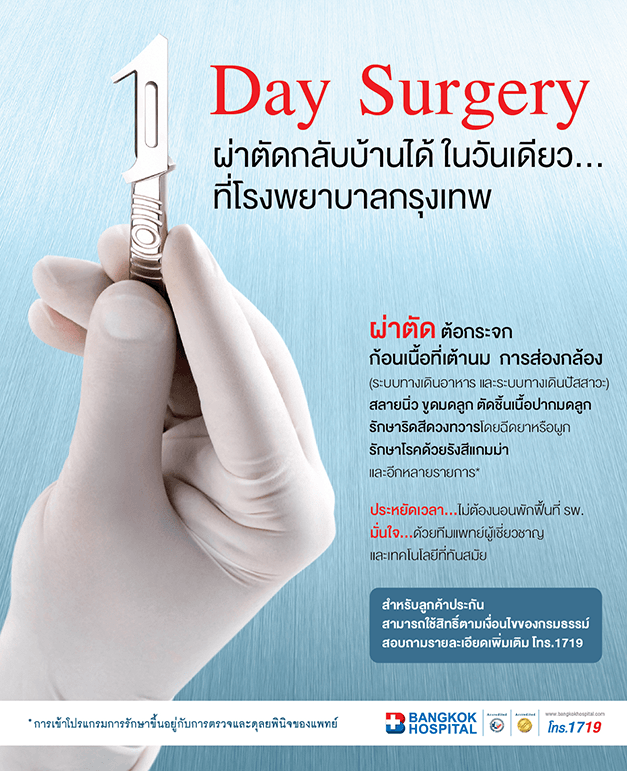 1 Day Surgery
ผ่าตัดกลับบ้านได้ ในวันเดียว...
ที่โรงพยาบาลกรุงเทพ
ผ่าตัด ต้อกระจก
ก้อนเนื้อที่เต้านม การส่องกล้อง
(ระบบทางเดินอาหาร และระบบทางเดินปัสสาวะ)
สลายนิ่ว ขูดมดลูก ตัดชิ้นเนื้อปากมดลูก
รักษาริดสีดวงทวารโดยฉีดยาหรือผูก
รักษาโรคด้วยรังสีแกมม่า
และอีกหลายรายการ*
ประหยัดเวลา...ไม่ต้องนอนพักฟื้นที่ รพ.
มั่นใจ...ด้วยทีมแพทย์ผู้เชี่ยวชาญ
และเทคโนโลยีที่ทันสมัย
สำหรับลูกค้าประกัน
สามารถใช้สิทธิ์ตามเงื่อนไขของกรมธรรม์
สอบถามรายละเอียดเพิ่มเติม โทร.1719
* การเข้าโปรแกรมการรักษาขึ้นอยู่กับการตรวจและดุลยพินิจของแพทย์
BANGKOK
HOSPITAL
Accredited
Accredited
www.bangkokhospital.com
โทร.1719